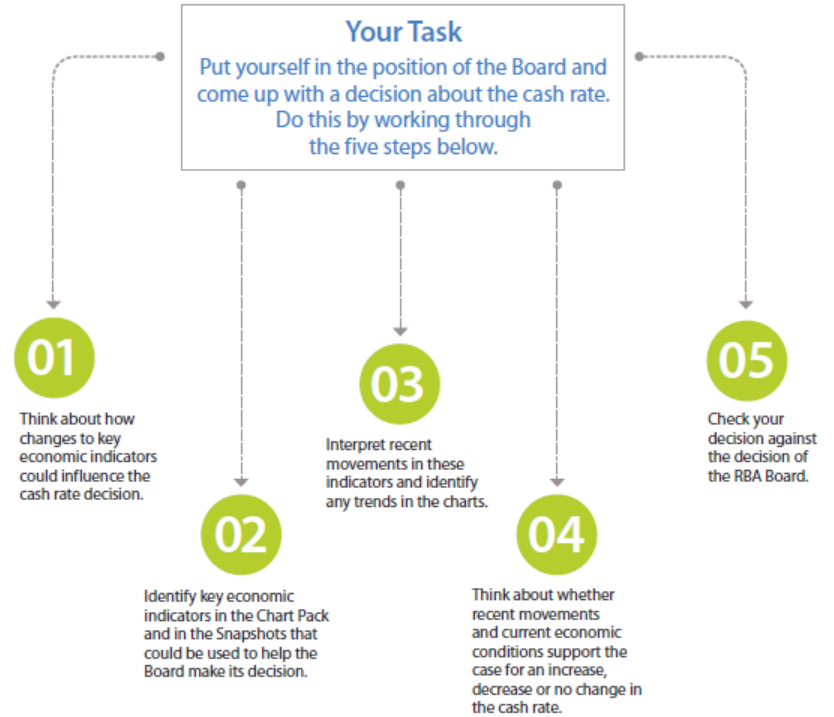 Your Task
Put yourself in the position of the Board and
come up with a decision about the cash rate.
Do this by working through
the five steps below.
01
Think about how
changes to key
economic indicators
could influence the
cash rate decision.
02
Identify key economic
indicators in the Chart Pack
and in the Snapshots that
could be used to help the
Board make its decision.
03
Interpret recent
movements in these
indicators and identify
any trends in the charts.
04
Think about whether
recent movements
and current economic
conditions support the
case for an increase,
decrease or no change in
the cash rate.
05
Check your
decision against
the decision of
the RBA Board.